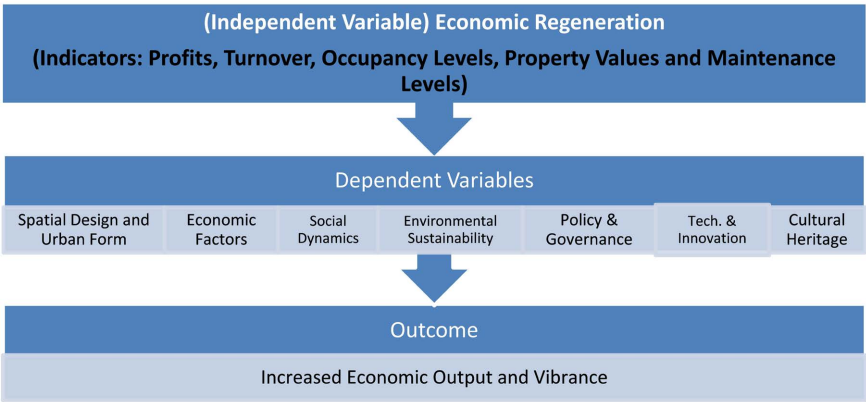 (Independent Variable) Economic Regeneration
(Indicators: Profits, Turnover, Occupancy Levels, Property Values and Maintenance
Levels)
Dependent Variables
Spatial Design and
Urban Form
Economic
Factors
Social
Dynamics
Environmental
Sustainability
Policy &
Governance
Tech. &
Innovation
Cultural
Heritage
Outcome
Increased Economic Output and Vibrance